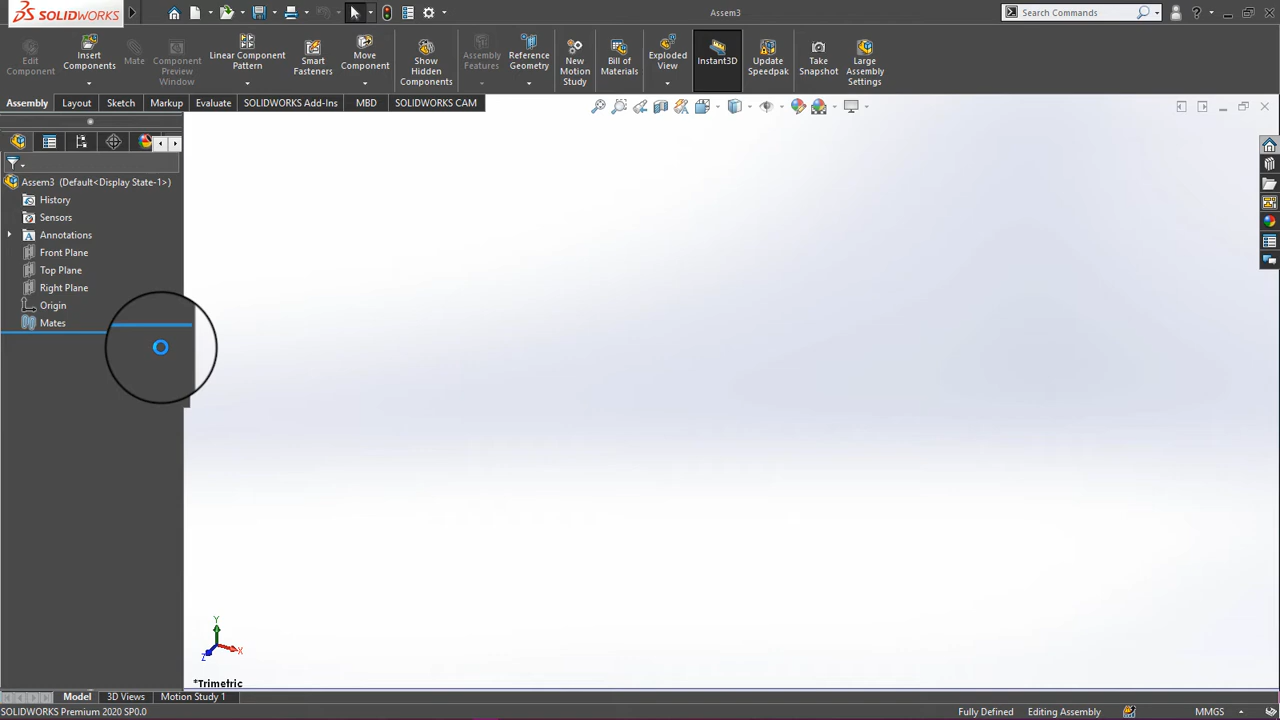 SOLIDWORKS
Assem3
Search Commands
Edit Component
Insert Components
Mate
Component Preview Window
Linear Component Pattern
Smart Fasteners
Move Component
Show Hidden Components
Assembly Features
Reference Geometry
New Motion Study
Bill of Materials
Exploded View
Instant3D
Update Speedpak
Take Snapshot
Large Assembly Settings
Assembly
Layout
Sketch
Markup
Evaluate
SOLIDWORKS Add-Ins
MBD
SOLIDWORKS CAM
Assem3 (Default<Display State-1>)
History
Sensors
Annotations
Front Plane
Top Plane
Right Plane
Origin
Mates
Y
X
Z
*Trimetric
Model
3D Views
Motion Study 1
SOLIDWORKS Premium 2020 SP0.0
Fully Defined
Editing Assembly
MMGS